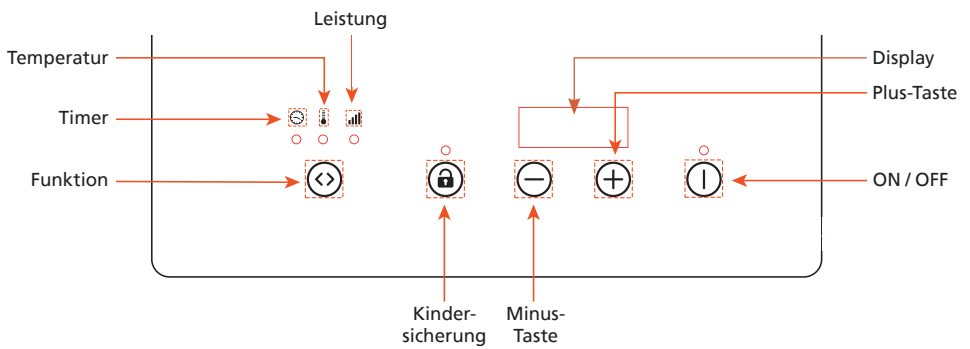 Leistung
Temperatur
Display
Plus-Taste
Timer
Funktion
ON / OFF
Kinder-
sicherung
Minus-
Taste